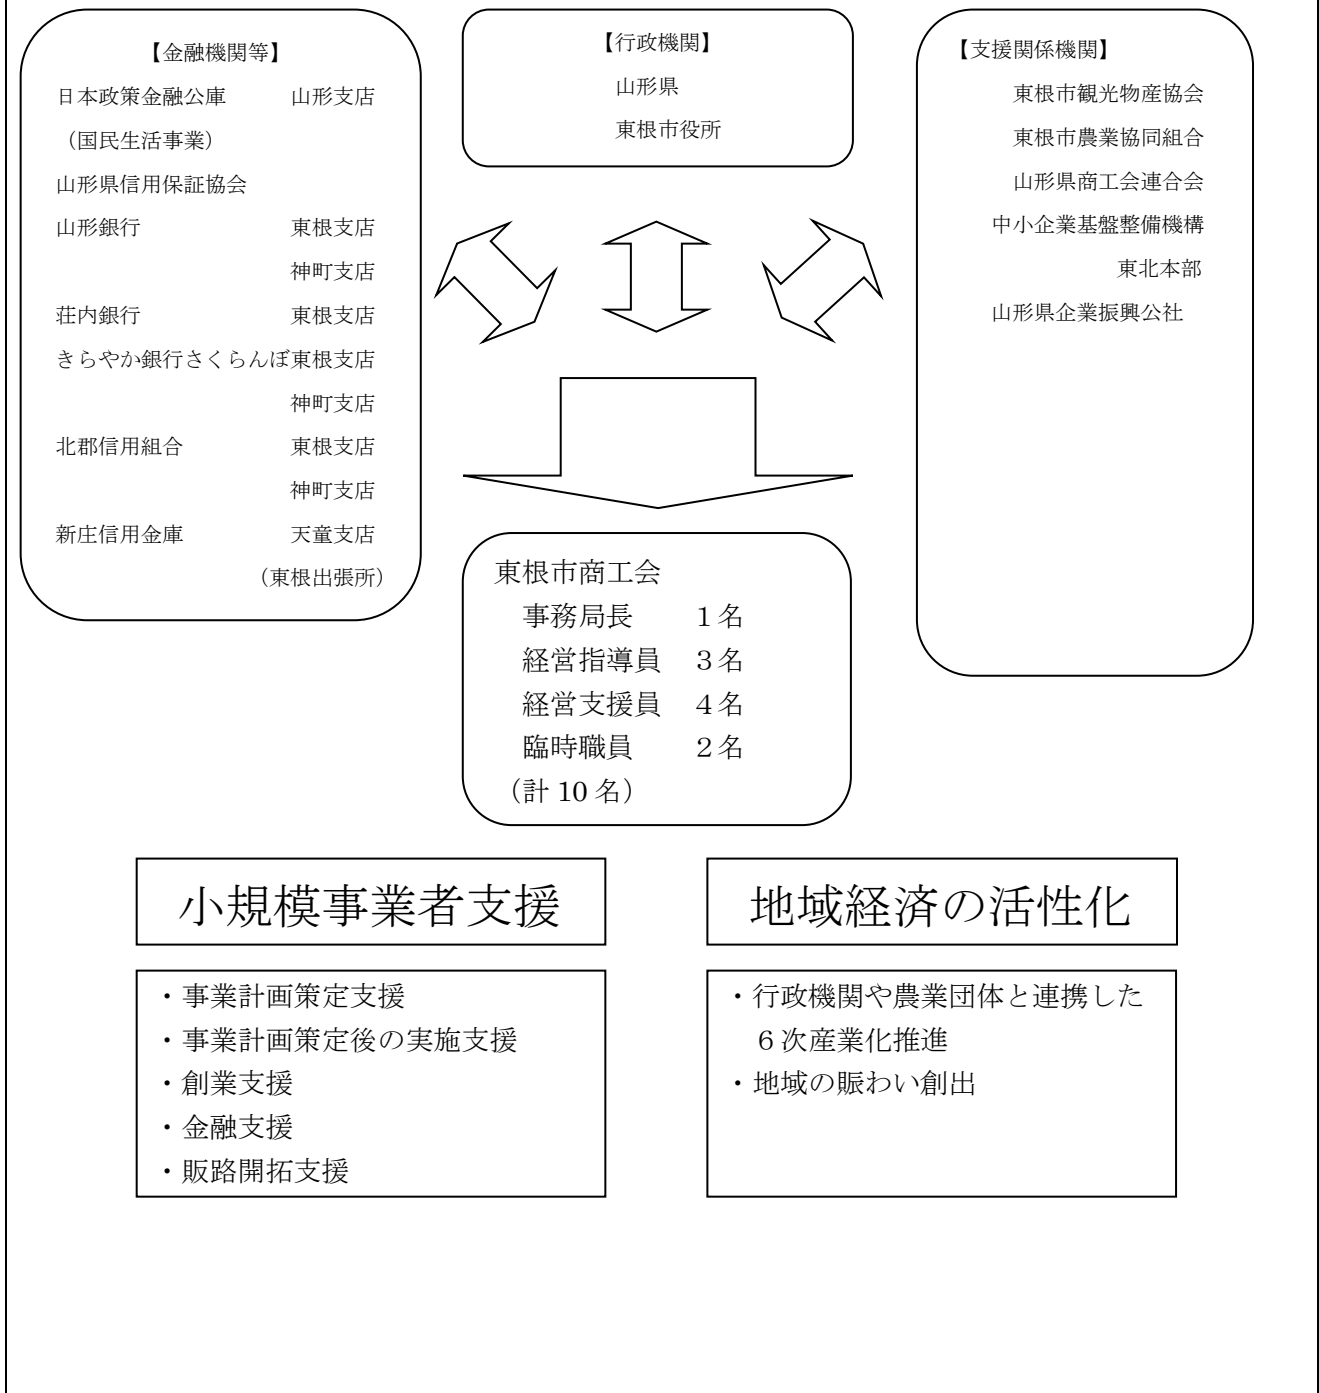 【金融機関等】
日本政策金融公庫 山形支店
（国民生活事業）
山形県信用保証協会
山形銀行 東根支店
神町支店
荘内銀行 東根支店
きらやか銀行さくらんぼ東根支店
神町支店
北郡信用組合 東根支店
神町支店
新庄信用金庫 天童支店
（東根出張所）
【行政機関】
山形県
東根市役所
【支援関係機関】
東根市観光物産協会
東根市農業協同組合
山形県商工会連合会
中小企業基盤整備機構
東北本部
山形県企業振興公社
東根市商工会
事務局長 １名
経営指導員 ３名
経営支援員 ４名
臨時職員 ２名
（計 10 名）
小規模事業者支援
・事業計画策定支援
・事業計画策定後の実施支援
・創業支援
・金融支援
・販路開拓支援
地域経済の活性化
・行政機関や農業団体と連携した
６次産業化推進
・地域の賑わい創出